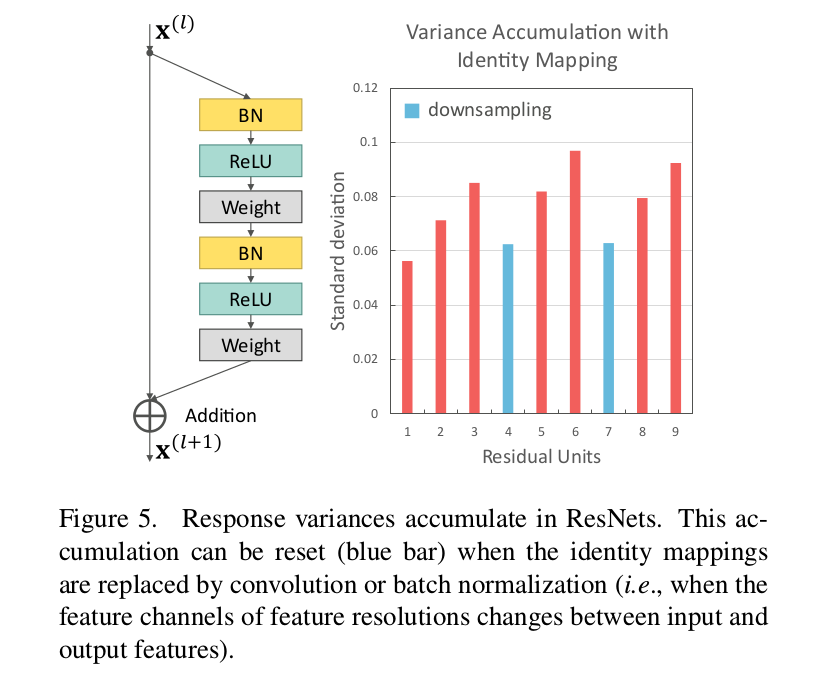 x(l)
BN
ReLU
Weight
BN
ReLU
Weight
Addition
x(l+1)
Variance Accumulation with
Identity Mapping
downsampling
Standard deviation
0.12
0.1
0.08
0.06
0.04
0.02
0
1 2 3 4 5 6 7 8 9
Residual Units
Figure 5. Response variances accumulate in ResNets. This ac-
cumulation can be reset (blue bar) when the identity mappings
are replaced by convolution or batch normalization (i.e., when the
feature channels of feature resolutions changes between input and
output features).